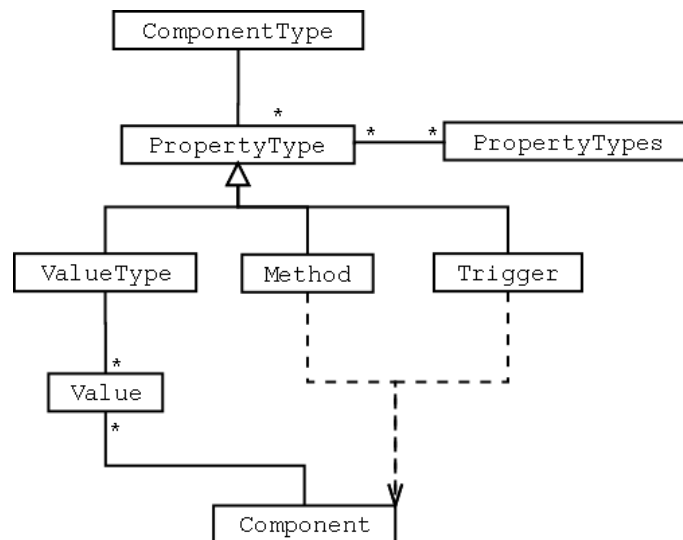 ComponentType
*
PropertyType
* *
PropertyTypes
ValueType
Method
Trigger
*
Value
*
Component